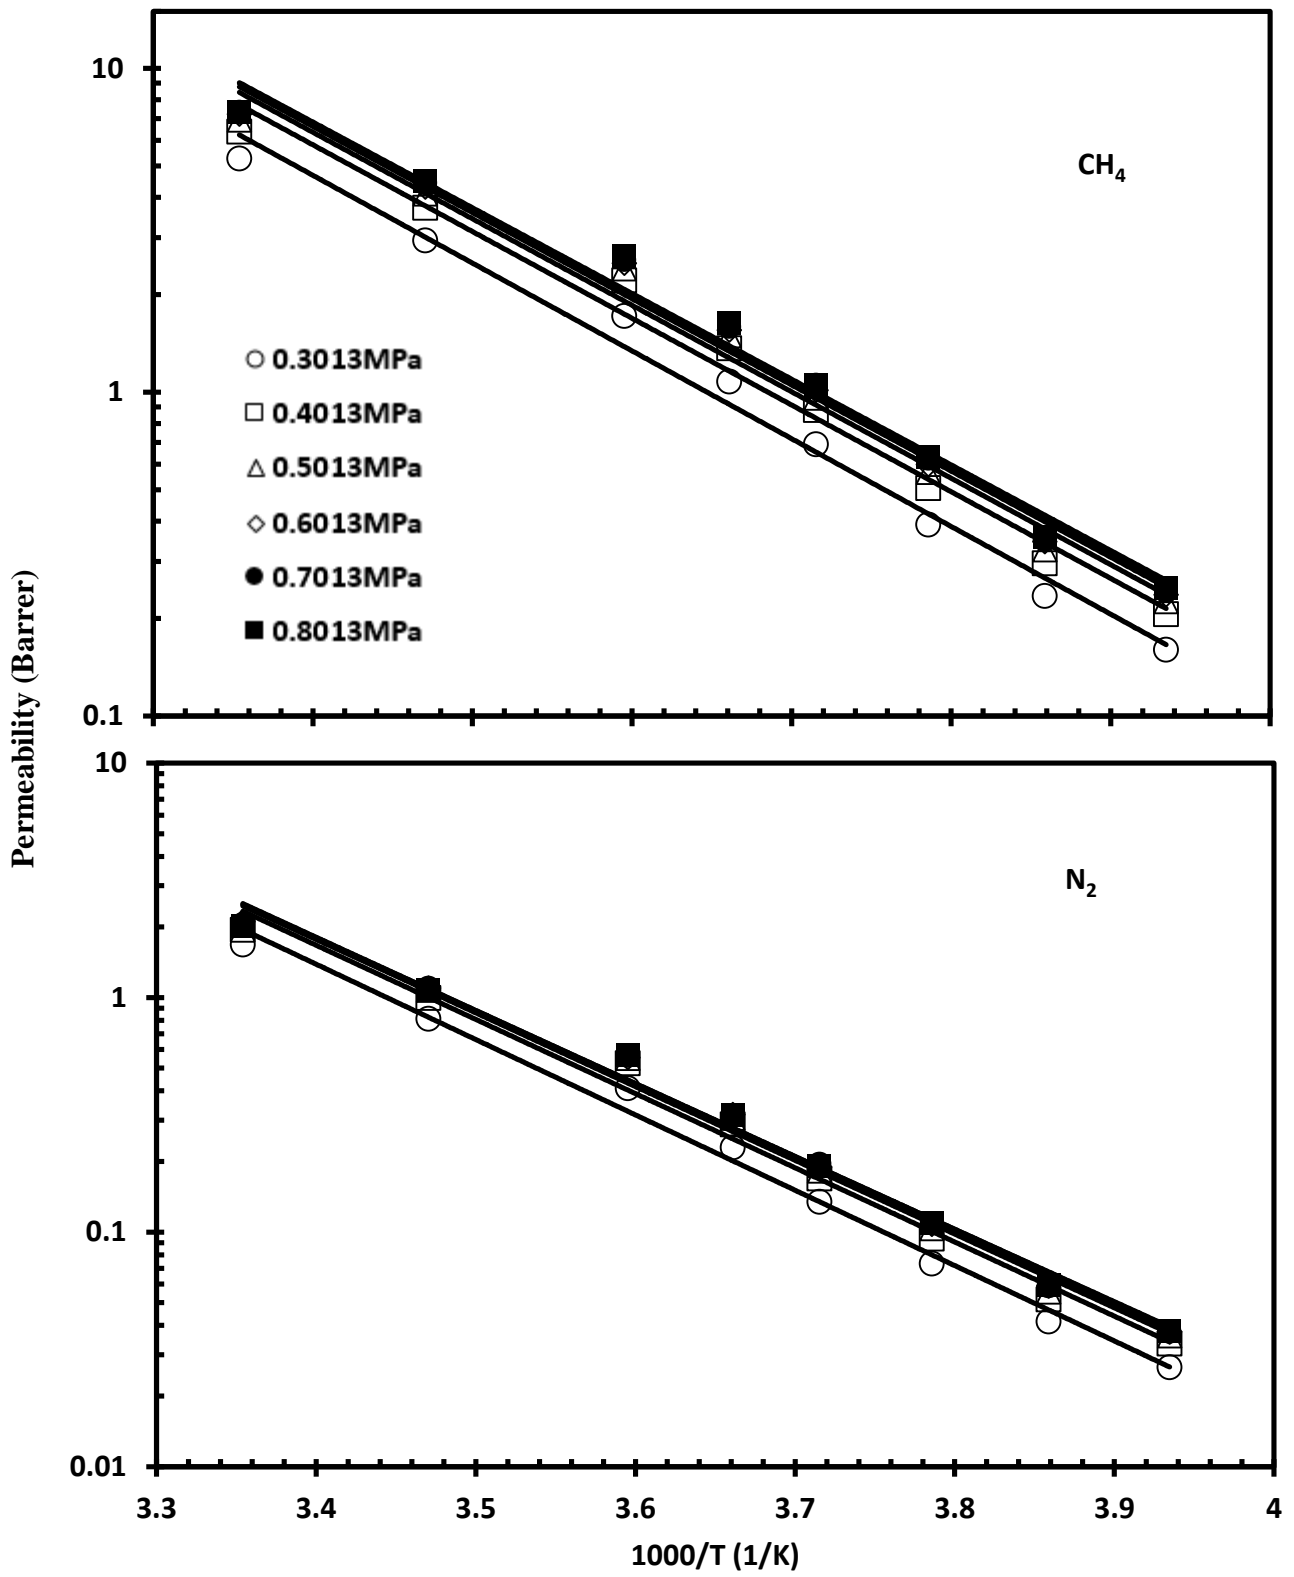 10
CH₄
1
0.1
0.3013MPa
0.4013MPa
0.5013MPa
0.6013MPa
0.7013MPa
0.8013MPa
Permeability (Barrer)
10
N₂
1
0.1
0.01
3.3 3.4 3.5 3.6 3.7 3.8 3.9 4
1000/T (1/K)